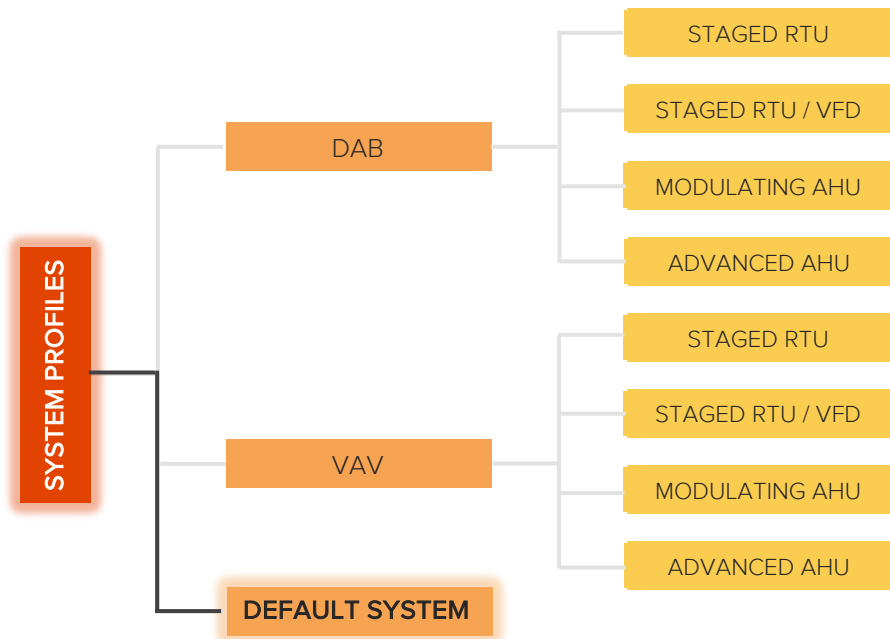 SYSTEM PROFILES
DAB
STAGED RTU
STAGED RTU / VFD
MODULATING AHU
ADVANCED AHU
VAV
STAGED RTU
STAGED RTU / VFD
MODULATING AHU
ADVANCED AHU
DEFAULT SYSTEM